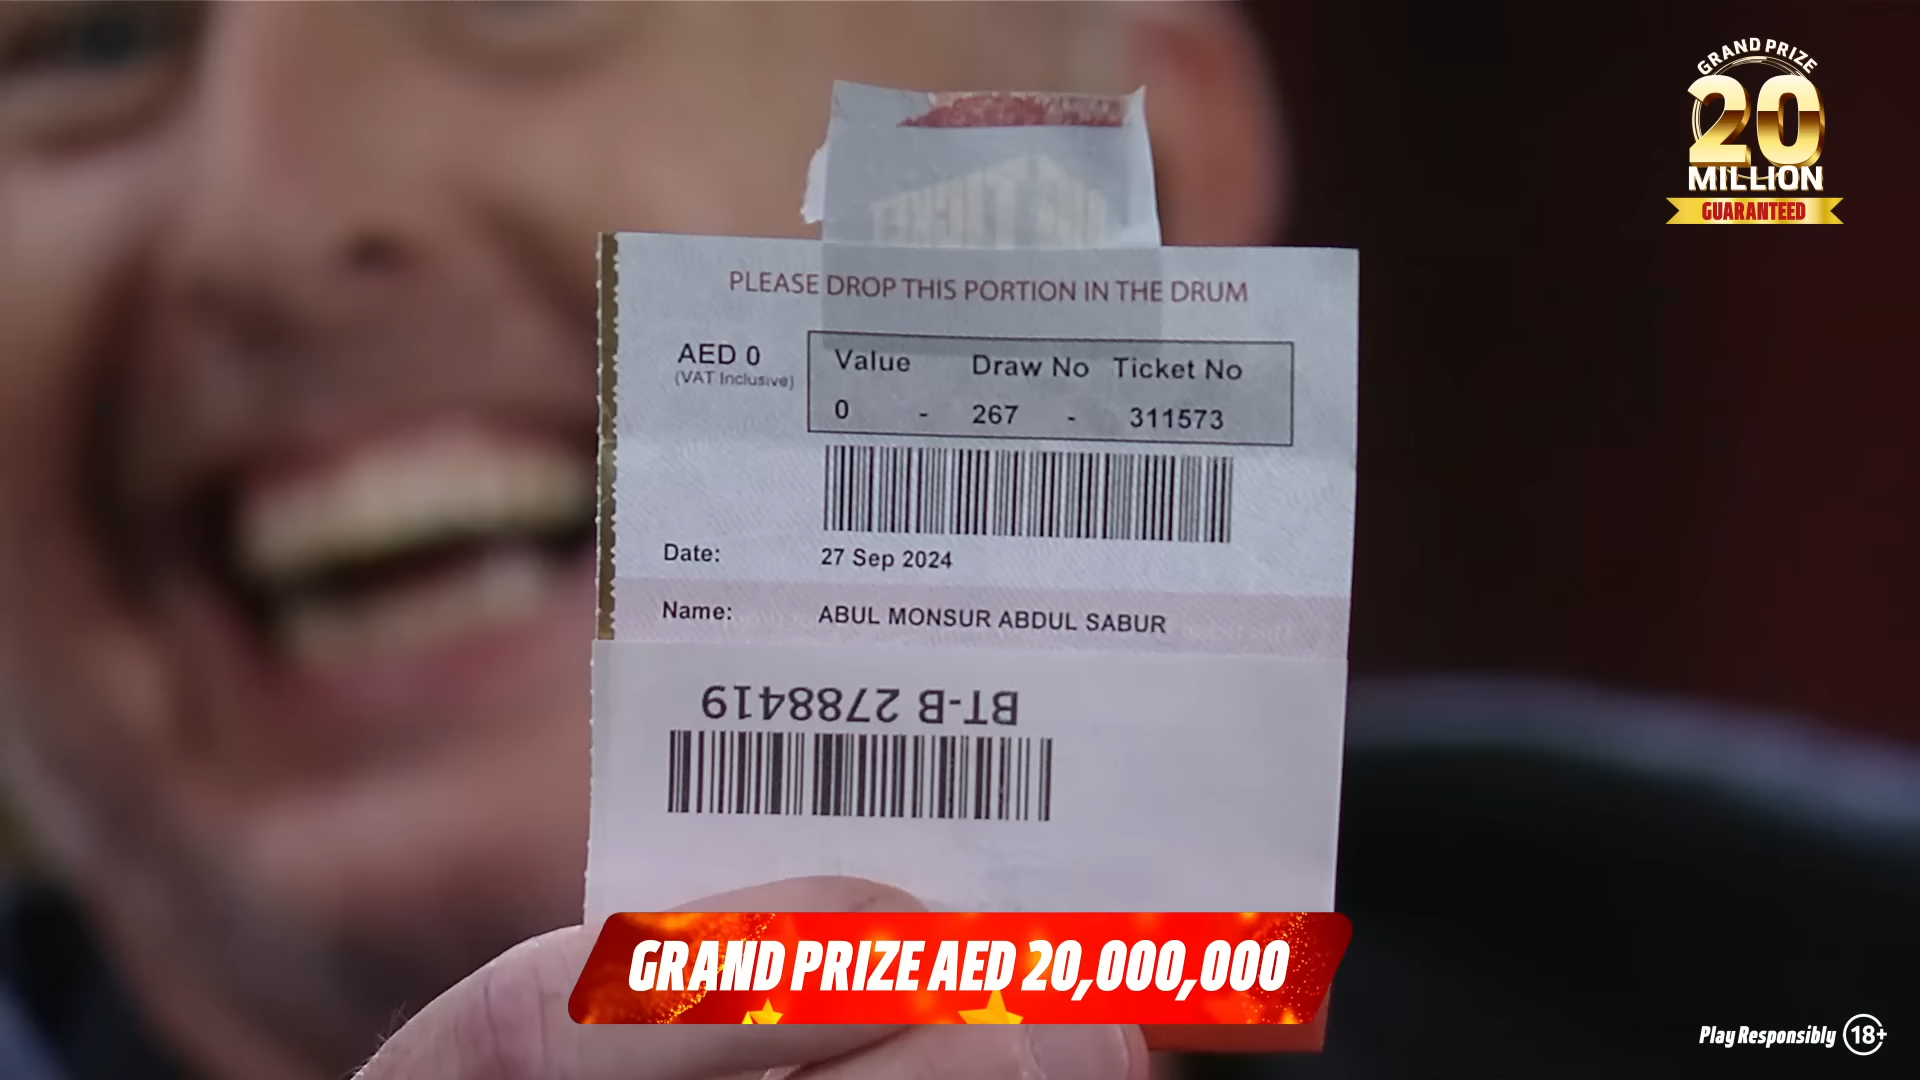 GRAND PRIZE
20
MILLION
GUARANTEED
PLEASE DROP THIS PORTION IN THE DRUM
AED 0
(VAT Inclusive)
Value Draw No Ticket No
0 - 267 - 311573
Date: 27 Sep 2024
Name: ABUL MONSUR ABDUL SABUR
BT-B 2788419
GRAND PRIZE AED 20,000,000
Play Responsibly 18+